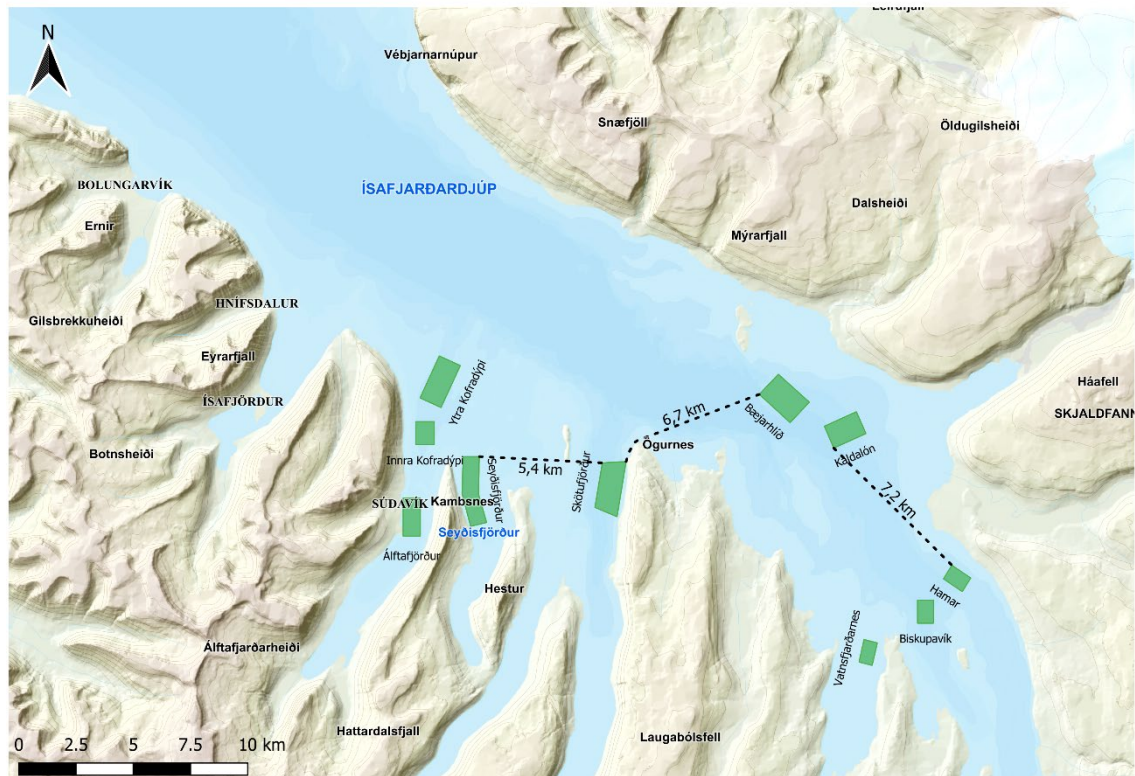 N
Leirufjall
Vébjarnarnúpur
Snæfjöll
Öldugilsheiði
BOLUNGARVÍK
ÍSAFJARÐARDJÚP
Dalsheiði
Ernir
Mýrarfjall
HNÍFSDALUR
Gilsbrekkuheiði
Eyrarfjall
Ytra Kofradýpi
Háafell
ÍSAFJÖRÐUR
6,7 km
Bæjarhlíð
SKJALDFANN
Botnsheiði
Innra Kofradýpi
Ögurnes
Kaldalón
5,4 km
Seyðisfjörður
Skötufjörður
7,2 km
SÚÐAVÍK
Kambsnes
Seyðisfjörður
Álftafjörður
Hestur
Hamar
Biskupavík
Vatnsfjarðarnes
Álftafjarðarheiði
Hattardalsfjall
Laugabólsfell
0 2.5 5 7.5 10 km